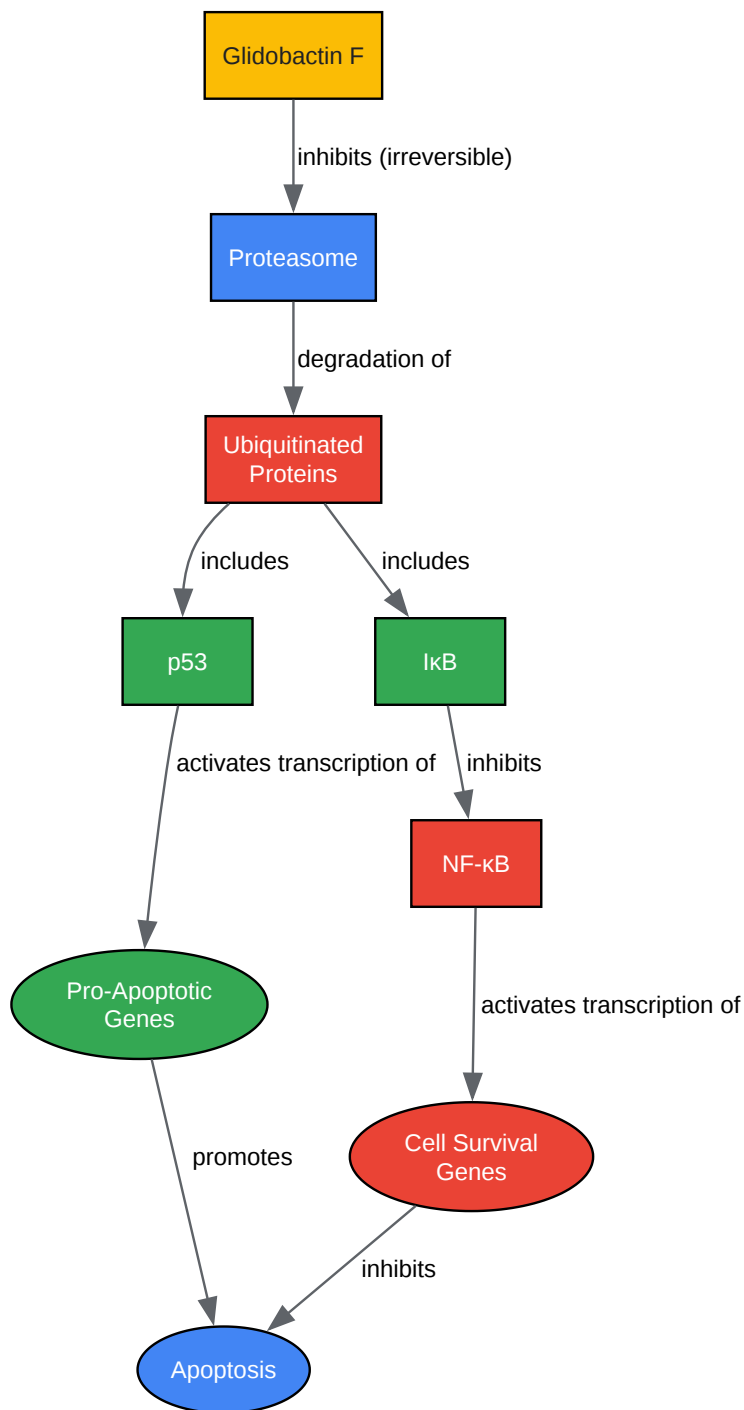 Glidobactin F
inhibits (irreversible)
Proteasome
degradation of
Ubiquitinated
Proteins
includes
includes
p53
IκB
activates transcription of
inhibits
NF-κB
Pro-Apoptotic
Genes
activates transcription of
Cell Survival
Genes
promotes
inhibits
Apoptosis